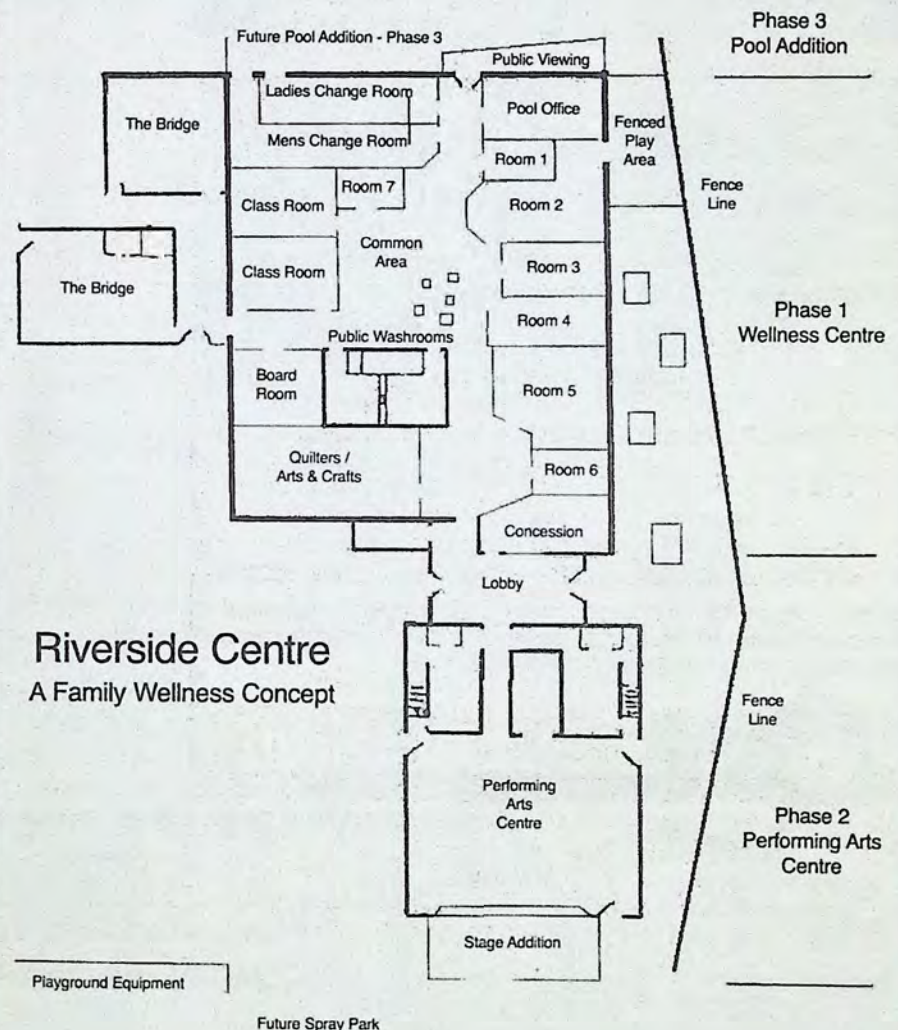 Phase 3
Pool Addition
Future Pool Addition - Phase 3
Public Viewing
Ladies Change Room
Pool Office
The Bridge
Mens Change Room
Fenced
Play
Area
Room 1
Fence
Line
Room 7
Class Room
Room 2
Common
Area
Class Room
Room 3
The Bridge
Phase 1
Wellness Centre
Room 4
Public Washrooms
Board
Room
Room 5
Quilters /
Arts & Crafts
Room 6
Concession
Lobby
Riverside Centre
A Family Wellness Concept
Fence
Line
Performing
Arts
Centre
Phase 2
Performing Arts
Centre
Stage Addition
Playground Equipment
Future Spray Park